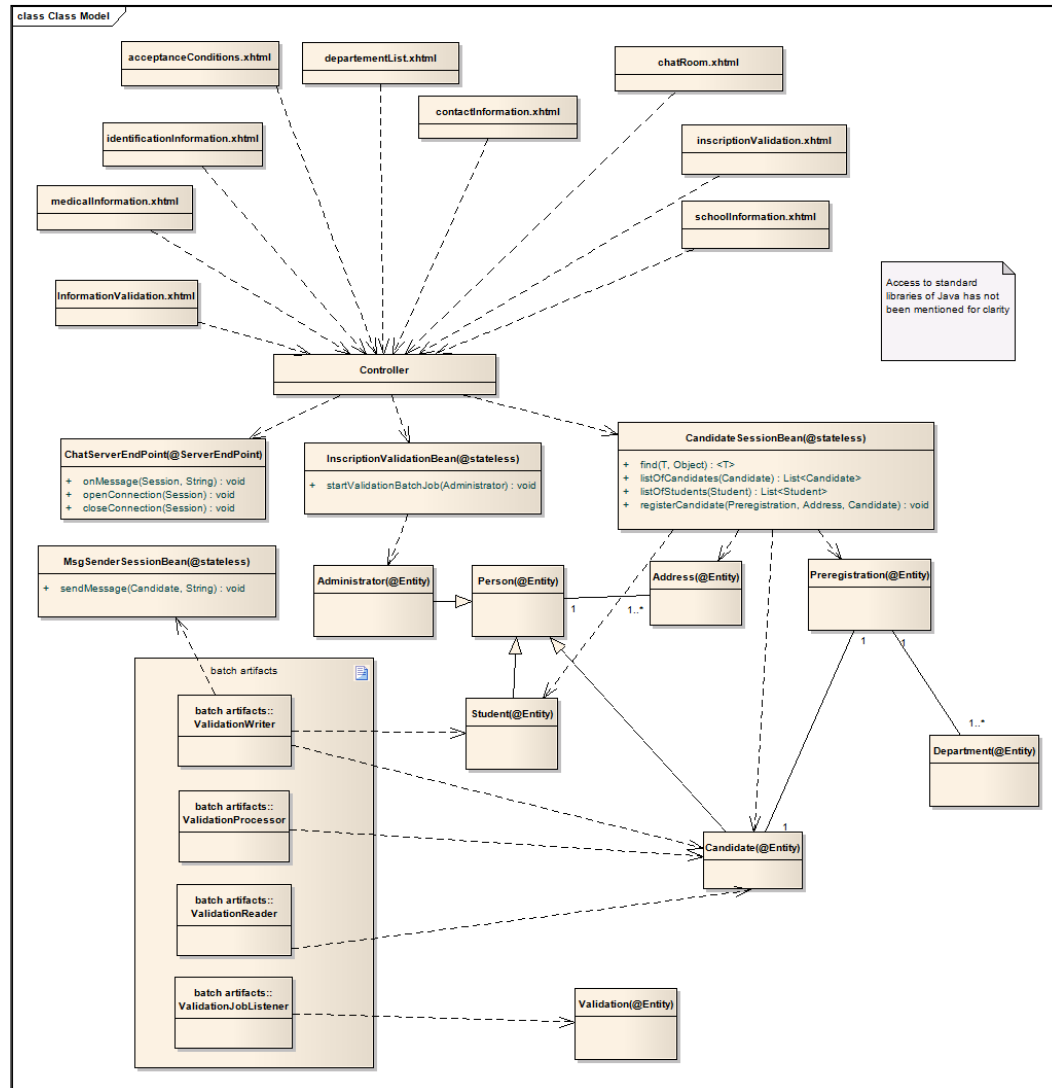 class Class Model
acceptanceConditions.xhtml
departementList.xhtml
chatRoom.xhtml
contactInformation.xhtml
identificationInformation.xhtml
inscriptionValidation.xhtml
medicalInformation.xhtml
schoolInformation.xhtml
InformationValidation.xhtml
Access to standard
libraries of Java has not
been mentioned for clarity
Controller
ChatServerEndPoint(@ServerEndPoint)
+ onMessage(Session, String) : void
+ openConnection(Session) : void
+ closeConnection(Session) : void
InscriptionValidationBean(@stateless)
+ startValidationBatchJob(Administrator) : void
CandidateSessionBean(@stateless)
+ find(T, Object) : <T>
+ listOfCandidates(Candidate) : List<Candidate>
+ listOfStudents(Student) : List<Student>
+ registerCandidate(Preregistration, Address, Candidate) : void
MsgSenderSessionBean(@stateless)
+ sendMessage(Candidate, String) : void
Administrator(@Entity)
Person(@Entity)
Address(@Entity)
Preregistration(@Entity)
1
1..*
1
1
batch artifacts
batch artifacts::
ValidationWriter
Student(@Entity)
1..*
Department(@Entity)
batch artifacts::
ValidationProcessor
1
Candidate(@Entity)
batch artifacts::
ValidationReader
batch artifacts::
ValidationJobListener
Validation(@Entity)